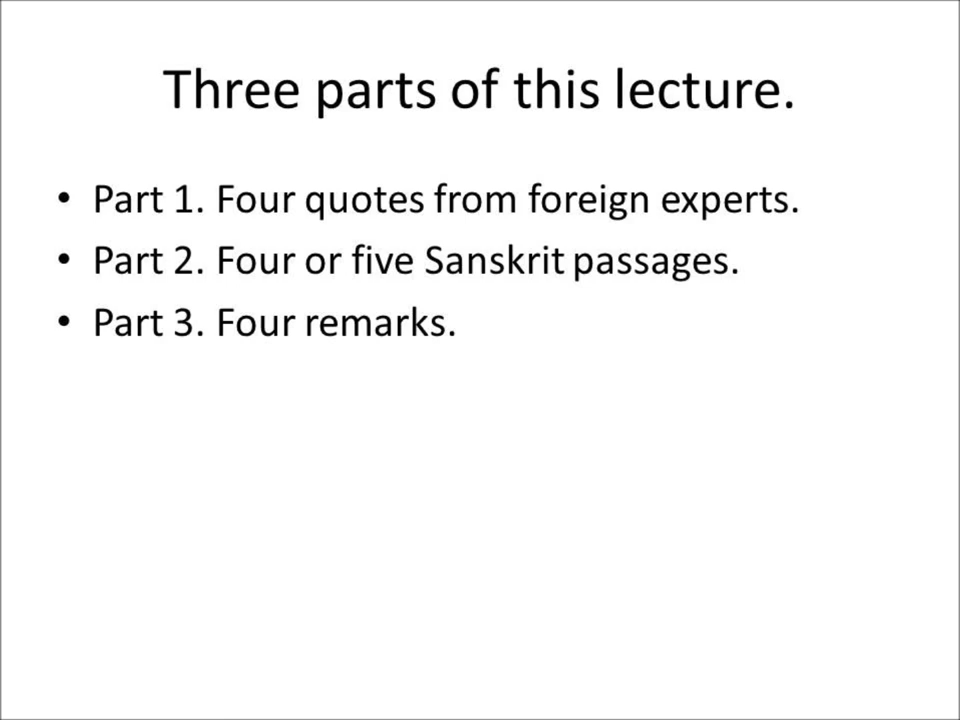 Three parts of this lecture.
• Part 1. Four quotes from foreign experts.
• Part 2. Four or five Sanskrit passages.
• Part 3. Four remarks.